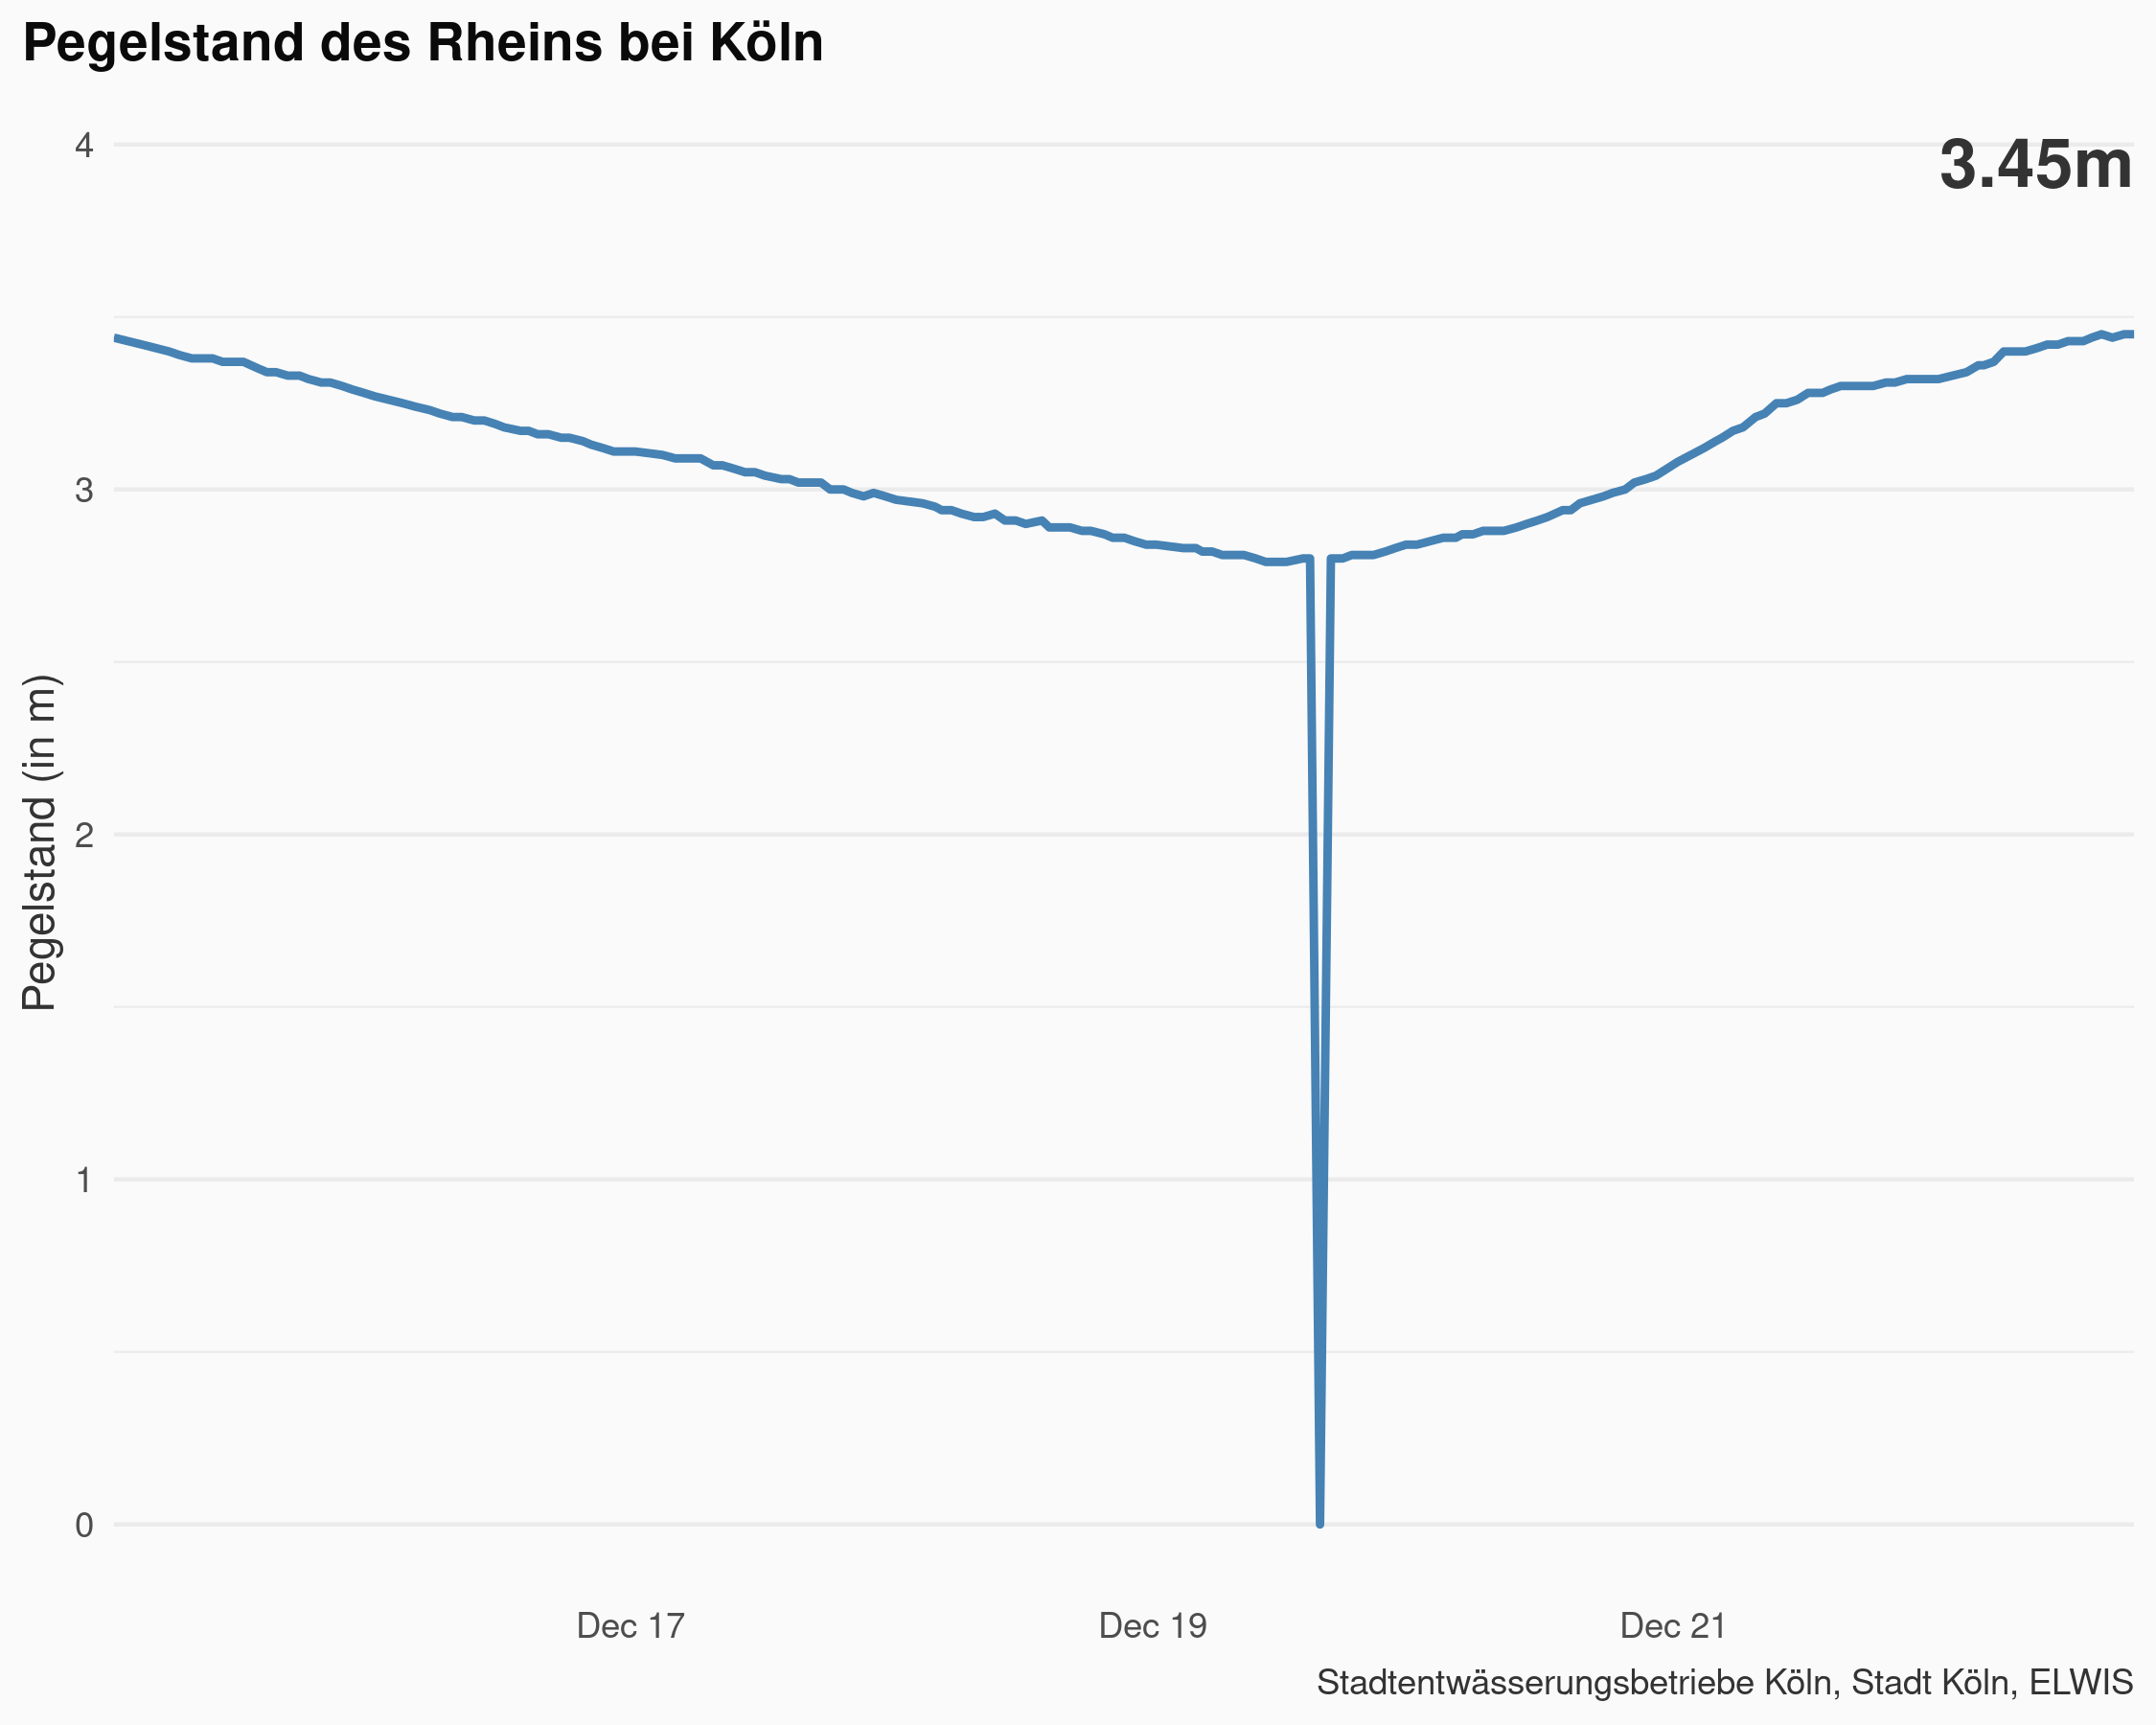 Pegelstand des Rheins bei Köln
3.45m
Pegelstand (in m)
4
3
2
1
0
Dec 17
Dec 19
Dec 21
Stadtentwässerungsbetriebe Köln, Stadt Köln, ELWIS